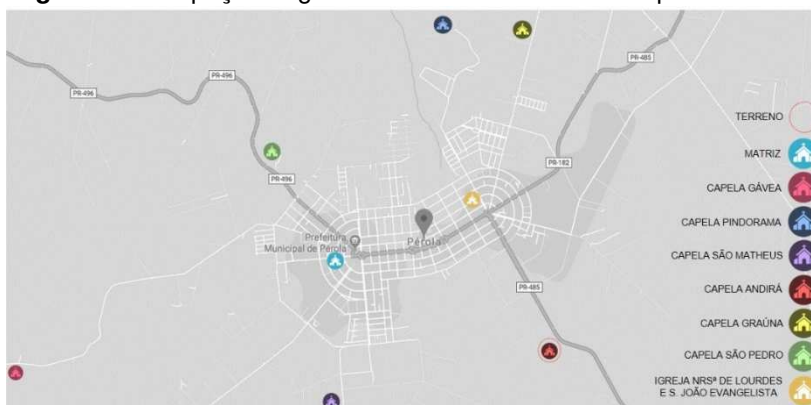 PR-496
PR-496
PR-496
PR-485
PR-182
PR-485
Prefeitura
Municipal de Pérola
Pérola
TERRENO
MATRIZ
CAPELA GÁVEA
CAPELA PINDORAMA
CAPELA SÃO MATHEUS
CAPELA ANDIRÁ
CAPELA GRAÚNA
CAPELA SÃO PEDRO
IGREJA NRSª DE LOURDES
E S. JOÃO EVANGELISTA